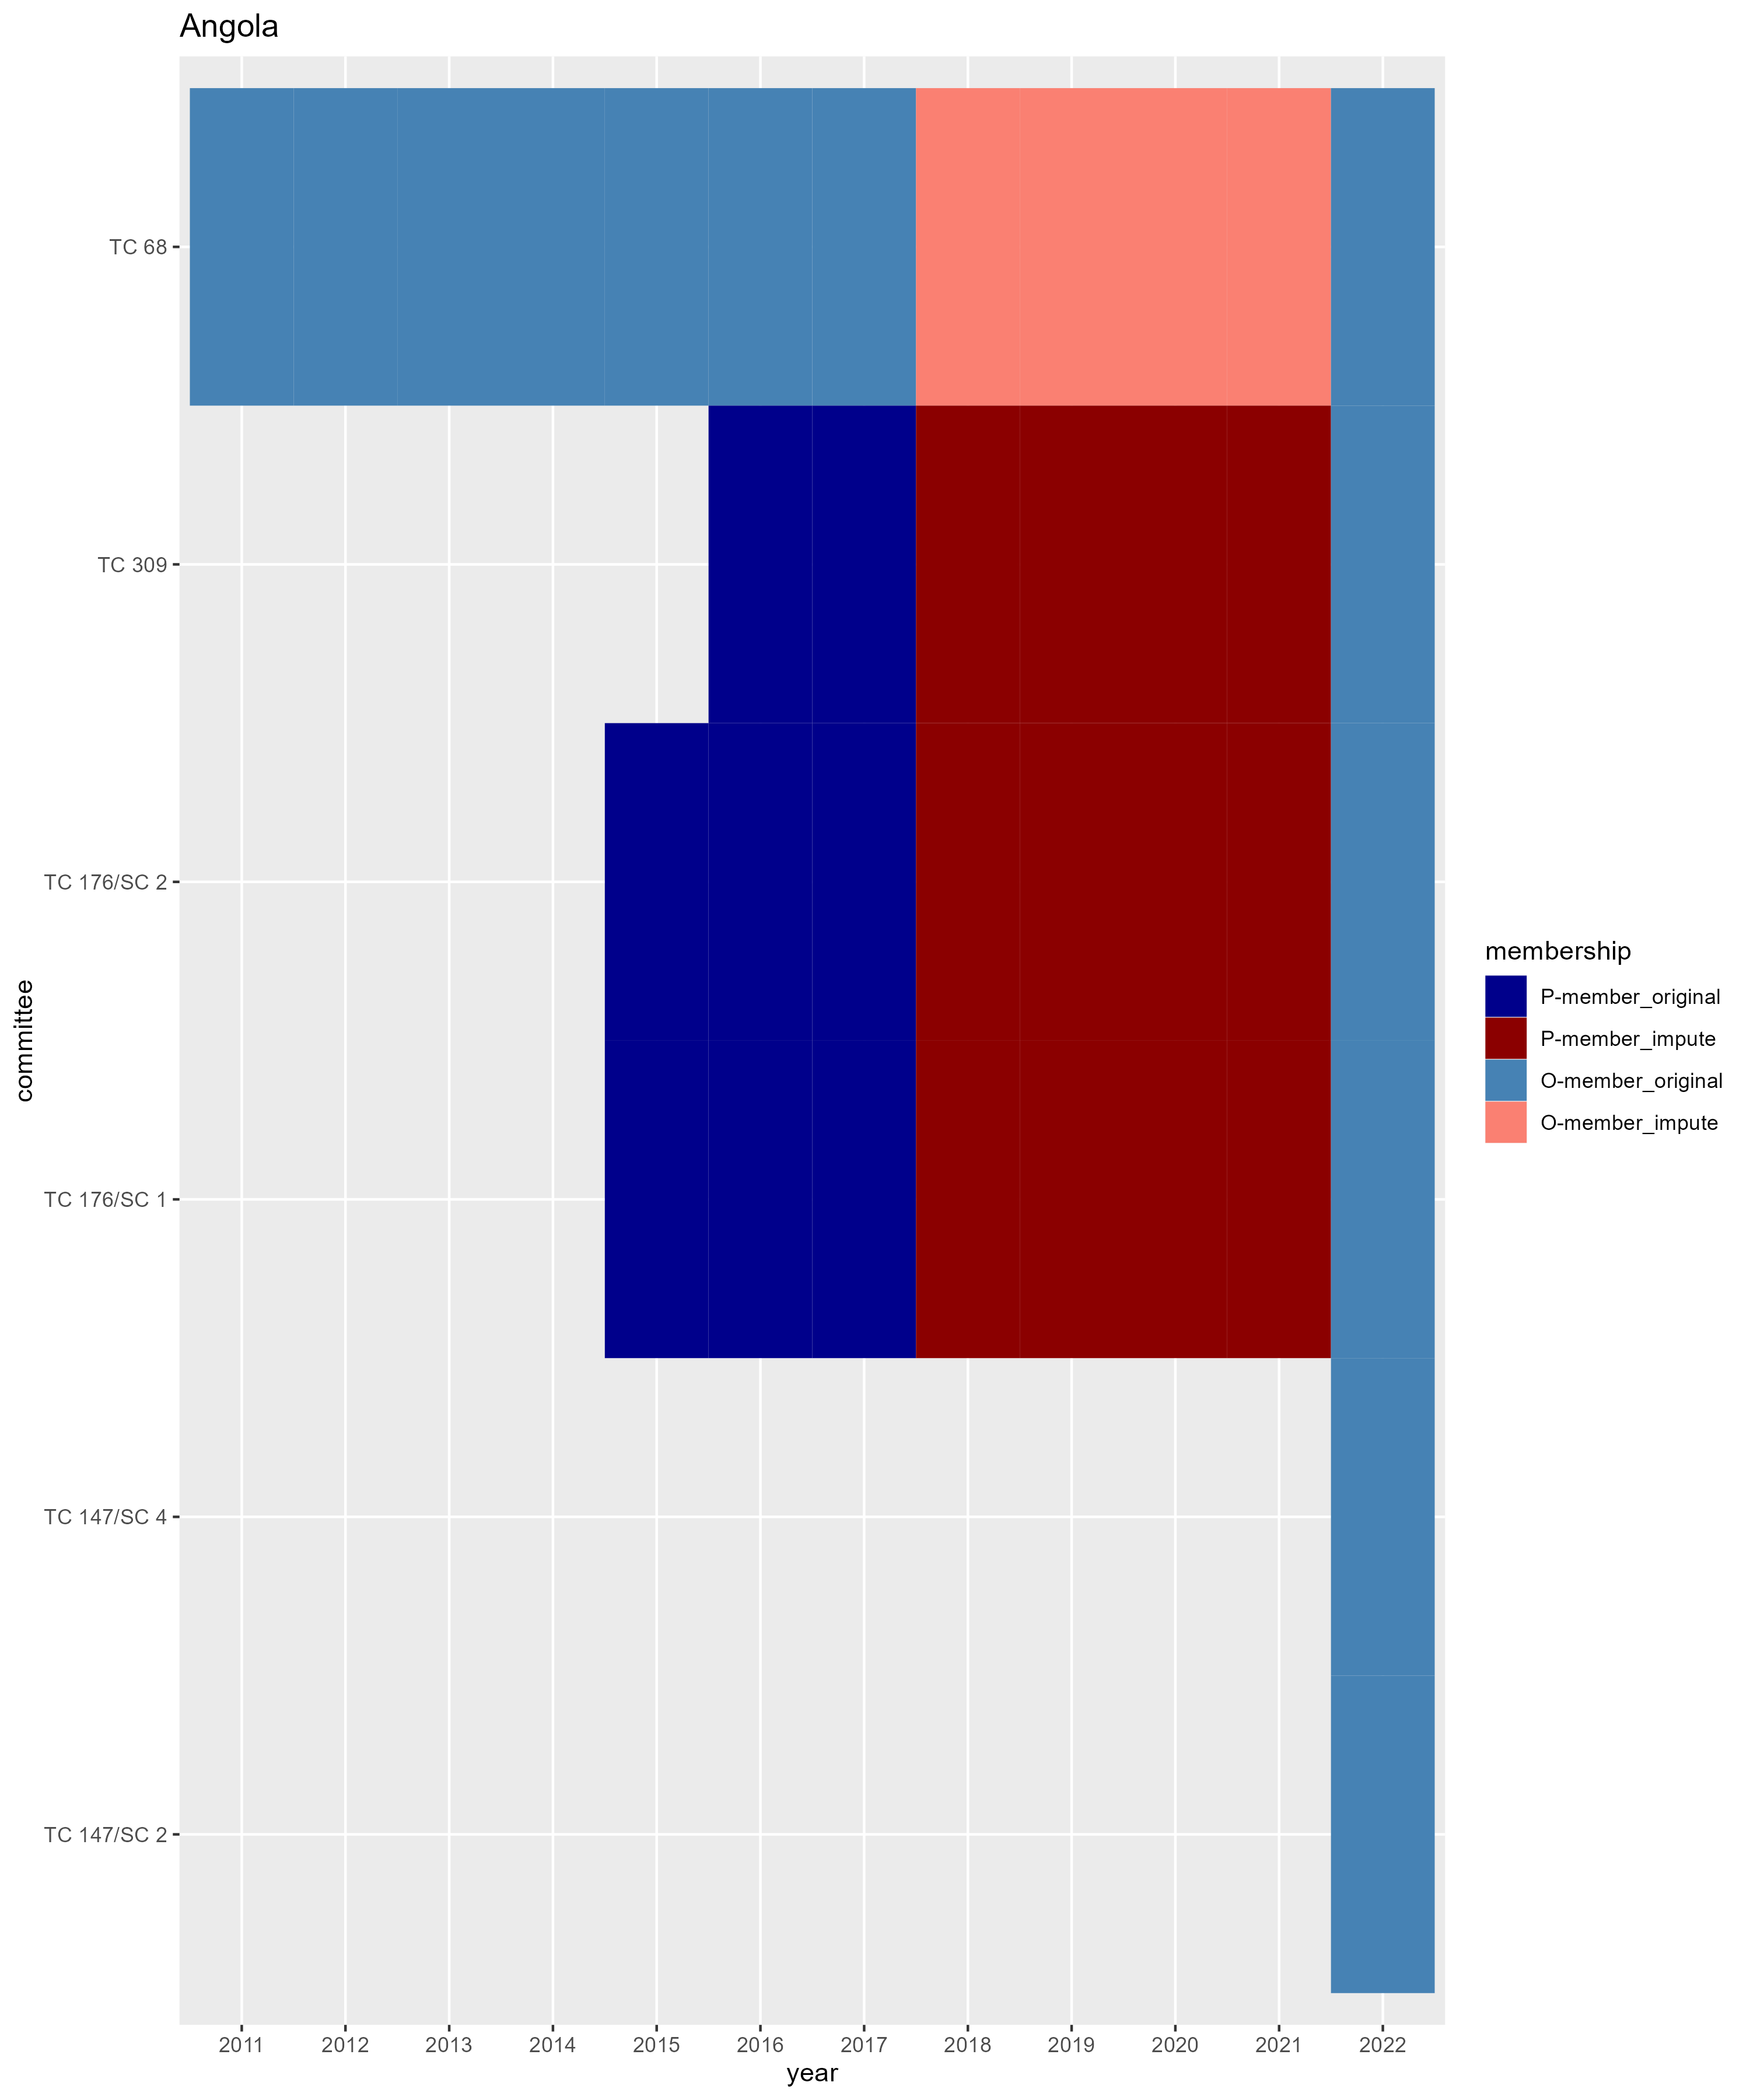 Angola
committee
TC 68
TC 309
TC 176/SC 2
TC 176/SC 1
TC 147/SC 4
TC 147/SC 2
2011 2012 2013 2014 2015 2016 2017 2018 2019 2020 2021 2022
year
membership
P-member_original
P-member_impute
O-member_original
O-member_impute